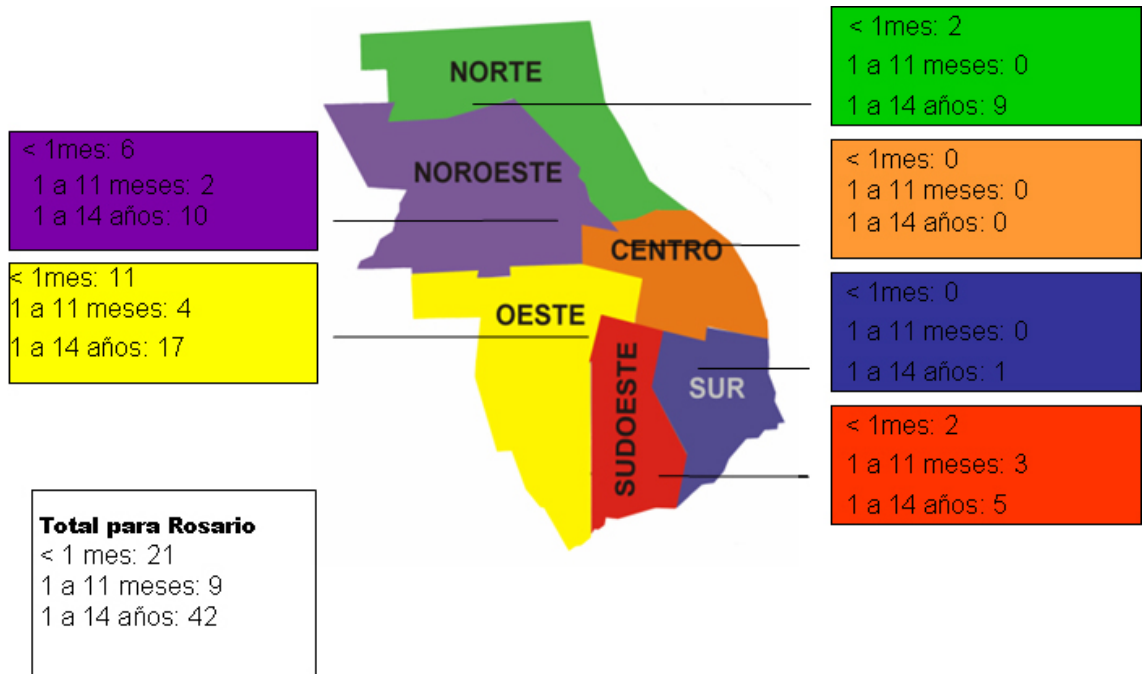 NORTE
NOROESTE
CENTRO
OESTE
SUDOESTE
SUR
< 1mes: 6
1 a 11 meses: 2
1 a 14 años: 10
< 1mes: 11
1 a 11 meses: 4
1 a 14 años: 17
Total para Rosario
< 1 mes: 21
1 a 11 meses: 9
1 a 14 años: 42
< 1mes: 2
1 a 11 meses: 0
1 a 14 años: 9
< 1mes: 0
1 a 11 meses: 0
1 a 14 años: 0
< 1mes: 0
1 a 11 meses: 0
1 a 14 años: 1
< 1mes: 2
1 a 11 meses: 3
1 a 14 años: 5